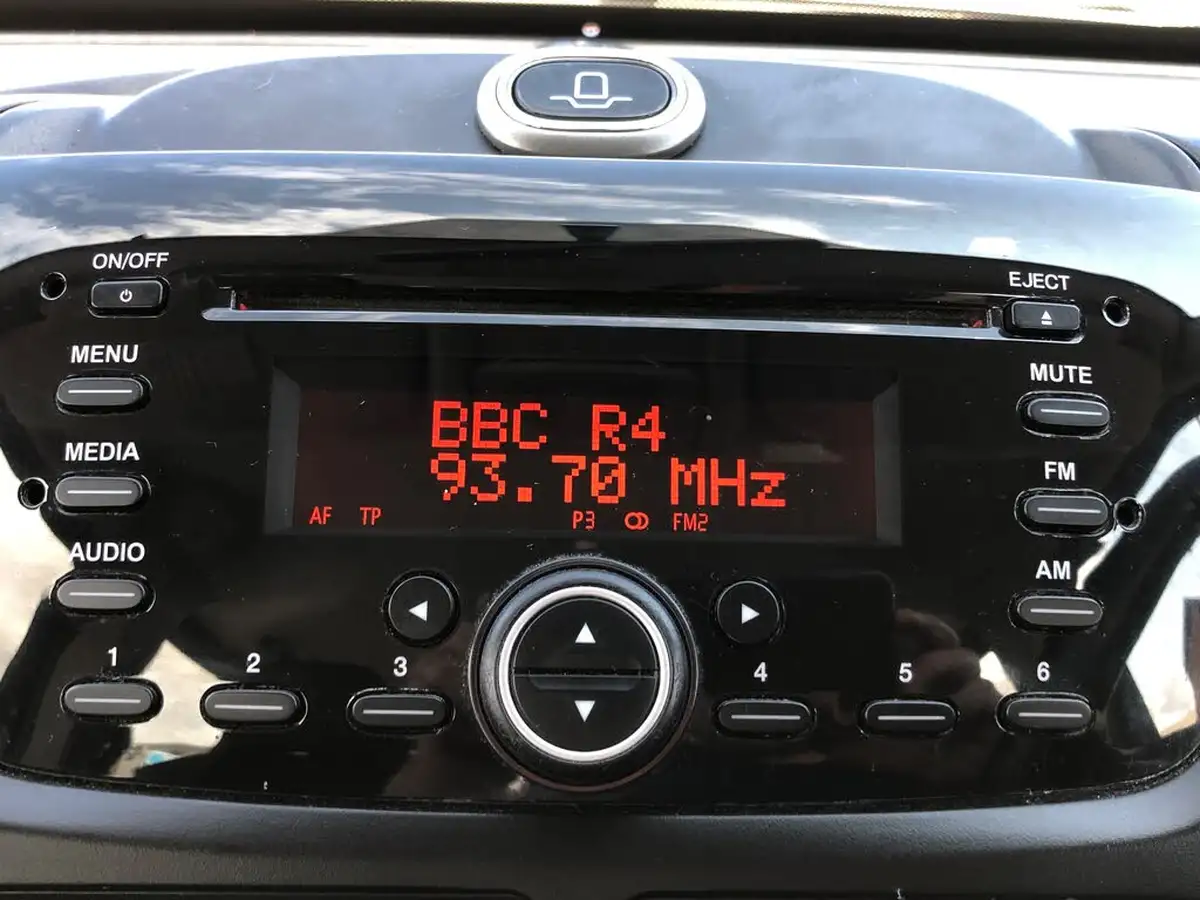 ON/OFF
EJECT
MENU
MUTE
MEDIA
BBC R4
93.70 MHz
FM
AF TP P3 FM2
AUDIO
AM
1 2 3 4 5 6